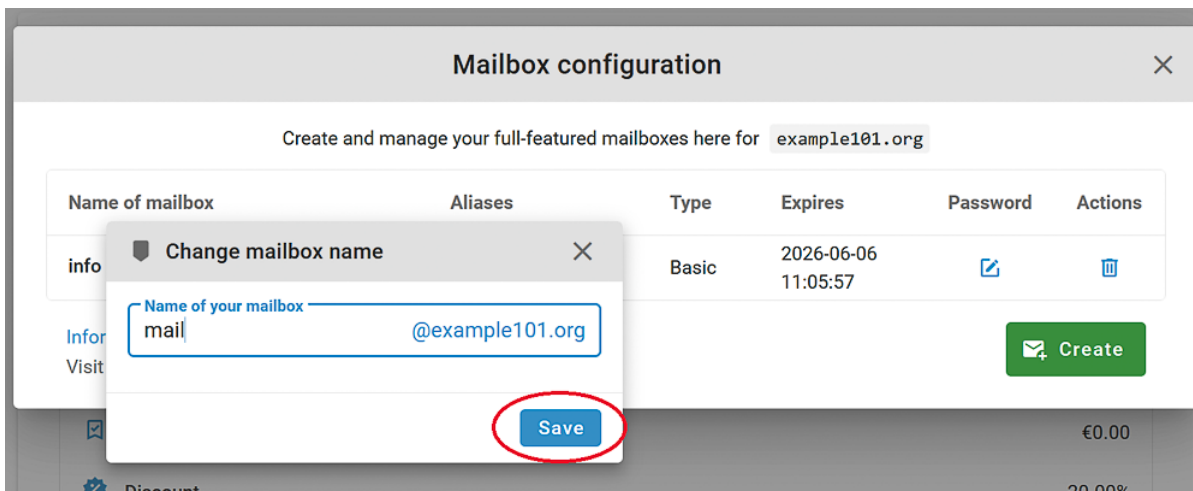 Mailbox configuration
Create and manage your full-featured mailboxes here for example101.org
Name of mailbox Aliases Type Expires Password Actions
info Basic 2026-06-06
11:05:57
Change mailbox name
Name of your mailbox
mail @example101.org
Save
Infor
Visit
Create
€0.00